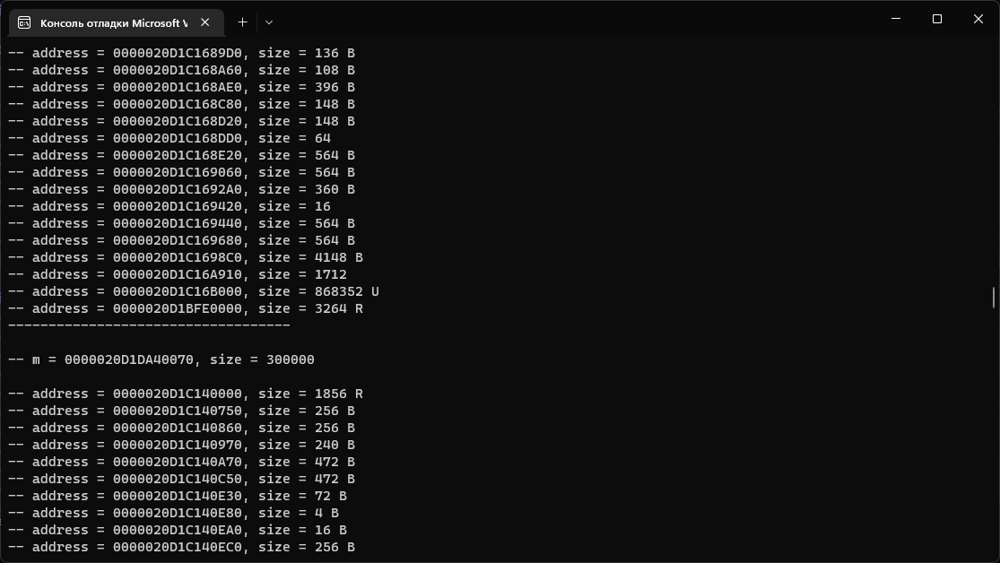 Консоль отладки Microsoft V
-- address = 0000020D1C1689D0, size = 136 B
-- address = 0000020D1C168A60, size = 108 B
-- address = 0000020D1C168AE0, size = 396 B
-- address = 0000020D1C168C80, size = 148 B
-- address = 0000020D1C168D20, size = 148 B
-- address = 0000020D1C168DD0, size = 64
-- address = 0000020D1C168E20, size = 564 B
-- address = 0000020D1C169060, size = 564 B
-- address = 0000020D1C1692A0, size = 360 B
-- address = 0000020D1C169420, size = 16
-- address = 0000020D1C169440, size = 564 B
-- address = 0000020D1C169680, size = 564 B
-- address = 0000020D1C1698C0, size = 4148 B
-- address = 0000020D1C16A910, size = 1712
-- address = 0000020D1C16B000, size = 868352 U
-- address = 0000020D1BFE0000, size = 3264 R
-----------------------------------
-- m = 0000020D1DA40070, size = 300000
-- address = 0000020D1C140000, size = 1856 R
-- address = 0000020D1C140750, size = 256 B
-- address = 0000020D1C140860, size = 256 B
-- address = 0000020D1C140970, size = 240 B
-- address = 0000020D1C140A70, size = 472 B
-- address = 0000020D1C140C50, size = 472 B
-- address = 0000020D1C140E30, size = 72 B
-- address = 0000020D1C140E80, size = 4 B
-- address = 0000020D1C140EA0, size = 16 B
-- address = 0000020D1C140EC0, size = 256 B